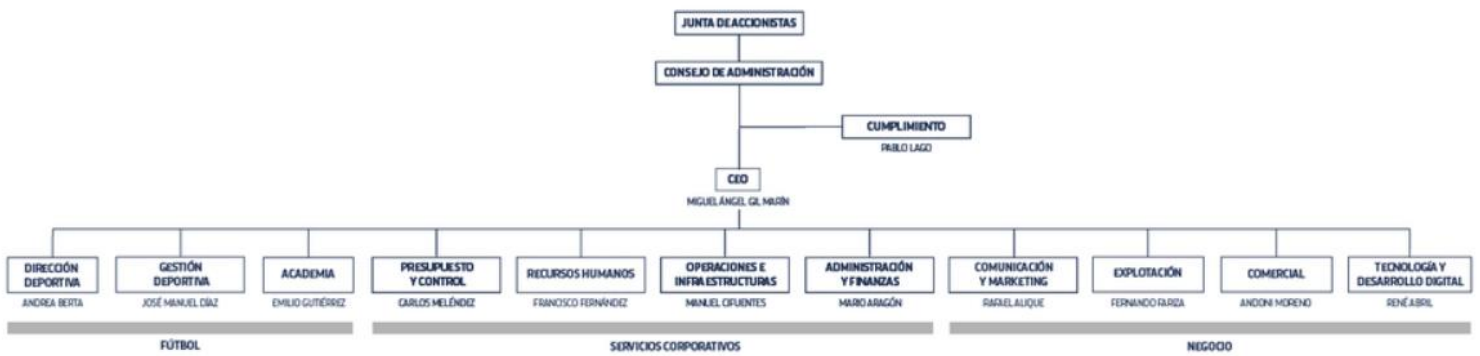 JUNTA DE ACCIONISTAS
CONSEJO DE ADMINISTRACIÓN
CUMPLIMIENTO
PABLO LAGO
CEO
MIGUEL ÁNGEL GIL MARÍN
DIRECCIÓN
DEPORTIVA
ANDREA BERTA
GESTIÓN
DEPORTIVA
JOSÉ MANUEL DÍAZ
ACADEMIA
EMILIO GUTIÉRREZ
PRESUPUESTO
Y CONTROL
CARLOS MELÉNDEZ
RECURSOS HUMANOS
FRANCISCO FERNÁNDEZ
OPERACIONES E
INFRAESTRUCTURAS
MANUEL CIFUENTES
ADMINISTRACIÓN
Y FINANZAS
MARIO ARAGÓN
COMUNICACIÓN
Y MARKETING
RAFAEL ALIQUE
EXPLOTACIÓN
FERNANDO FARIZA
COMERCIAL
ANDONI MORENO
TECNOLOGÍA Y
DESARROLLO DIGITAL
RENÉ ABRIL
FÚTBOL
SERVICIOS CORPORATIVOS
NEGOCIO